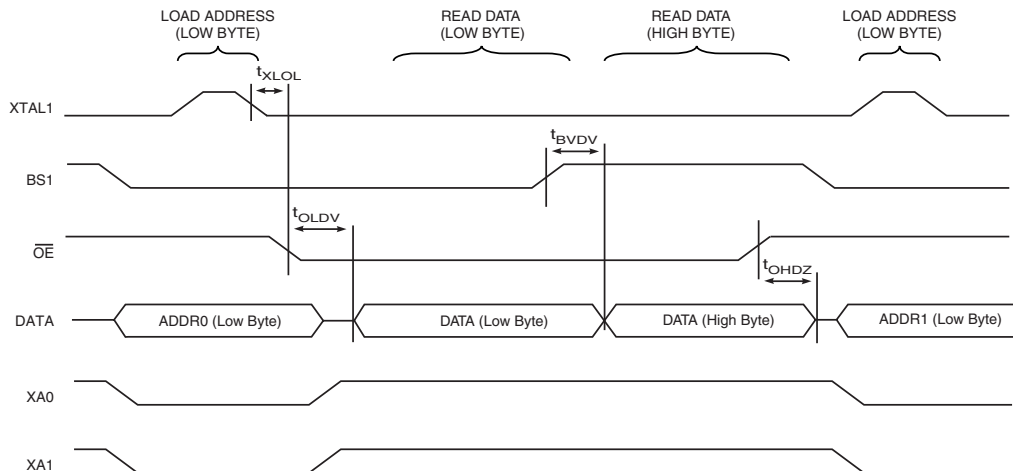 LOAD ADDRESS
(LOW BYTE)
READ DATA
(LOW BYTE)
READ DATA
(HIGH BYTE)
LOAD ADDRESS
(LOW BYTE)
tXLOL
XTAL1
tBVDV
BS1
tOLDV
OE
tOHDZ
DATA
ADDR0 (Low Byte)
DATA (Low Byte)
DATA (High Byte)
ADDR1 (Low Byte)
XA0
XA1